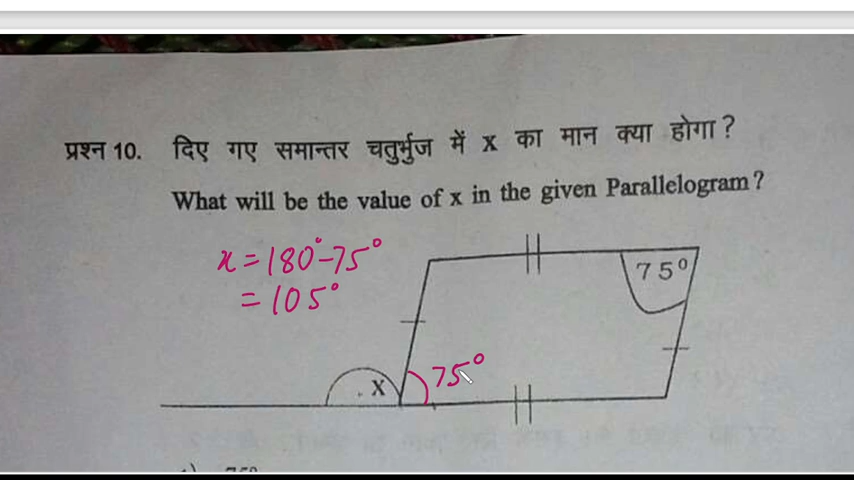 प्रश्न 10. दिए गए समान्तर चतुर्भुज में x का मान क्या होगा ?
What will be the value of x in the given Parallelogram ?
x = 180° - 75°
= 105°
75°
x
75°